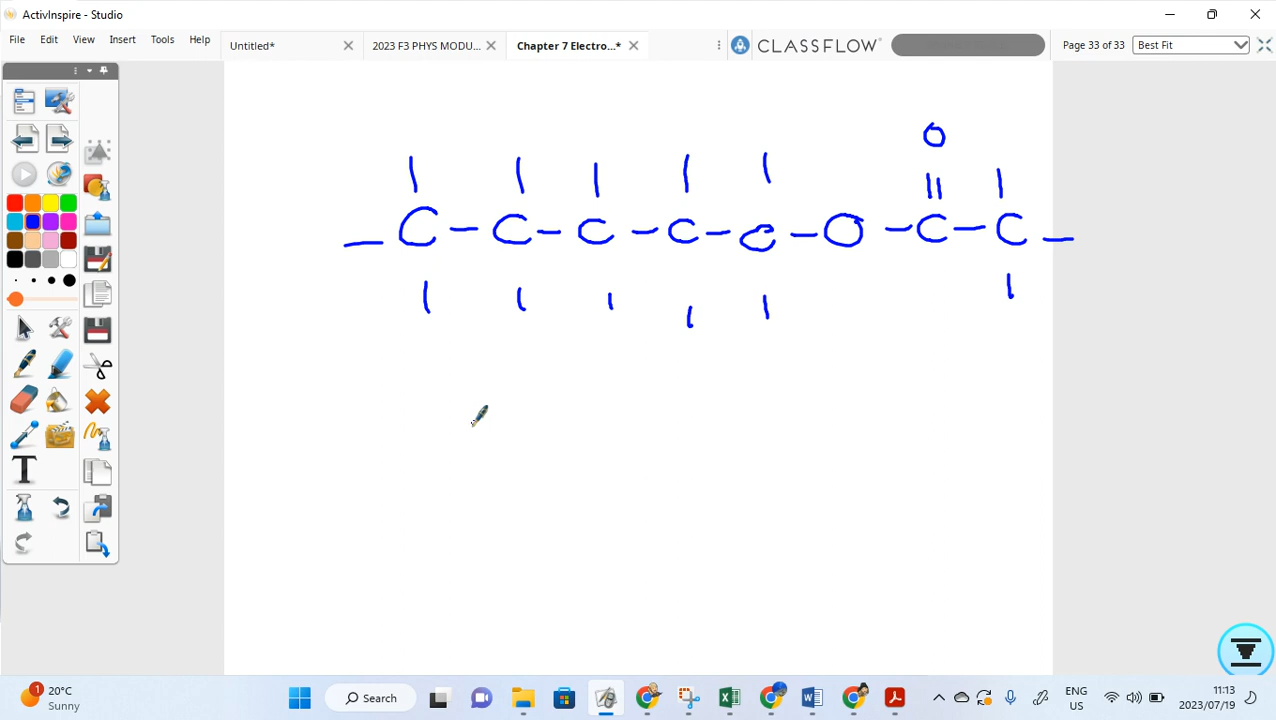 ActivInspire - Studio
File Edit View Insert Tools Help
Untitled* 2023 F3 PHYS MODU... Chapter 7 Electro...* CLASSFLOW Page 33 of 33 Best Fit
O
C - C - C - C - C - O - C - C -
T
1 20°C
Sunny
Search
ENG
US
11:13
2023/07/19